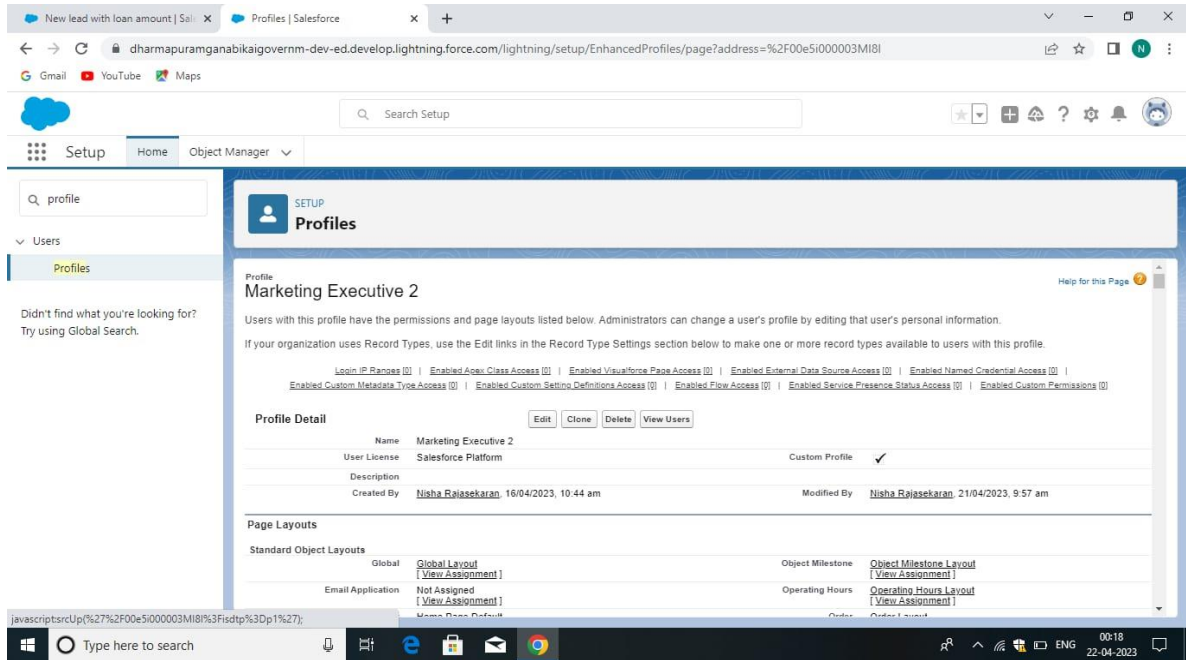 New lead with loan amount | Sal
Profiles | Salesforce
dharmapuramganabikaigovernm-dev-ed.develop.lightning.force.com/lightning/setup/EnhancedProfiles/page?address=%2F00e5i000003MI8I
N
Gmail YouTube Maps
Search Setup
Setup Home Object Manager
profile
Users
Profiles
Didn't find what you're looking for?
Try using Global Search.
SETUP
Profiles
Profile
Marketing Executive 2
Help for this Page
Users with this profile have the permissions and page layouts listed below. Administrators can change a user's profile by editing that user's personal information.
If your organization uses Record Types, use the Edit links in the Record Type Settings section below to make one or more record types available to users with this profile.
Login IP Ranges [0] | Enabled Apex Class Access [0] | Enabled Visualforce Page Access [0] | Enabled External Data Source Access [0] | Enabled Named Credential Access [0] |
Enabled Custom Metadata Type Access [0] | Enabled Custom Setting Definitions Access [0] | Enabled Flow Access [0] | Enabled Service Presence Status Access [0] | Enabled Custom Permissions [0]
Profile Detail Edit Clone Delete View Users
Name Marketing Executive 2
User License Salesforce Platform Custom Profile ✓
Description
Created By Nisha Rajasekaran, 16/04/2023, 10:44 am Modified By Nisha Rajasekaran, 21/04/2023, 9:57 am
Page Layouts
Standard Object Layouts
Global Global Layout Object Milestone Object Milestone Layout
[ View Assignment ] [ View Assignment ]
Email Application Not Assigned Operating Hours Operating Hours Layout
[ View Assignment ] [ View Assignment ]
Home Page Default Order Order Layout
javascript:srcUp(%27%2F00e5i000003MI8I%3Fisdtp%3Dp1%27);
Type here to search
ENG 00:18
22-04-2023